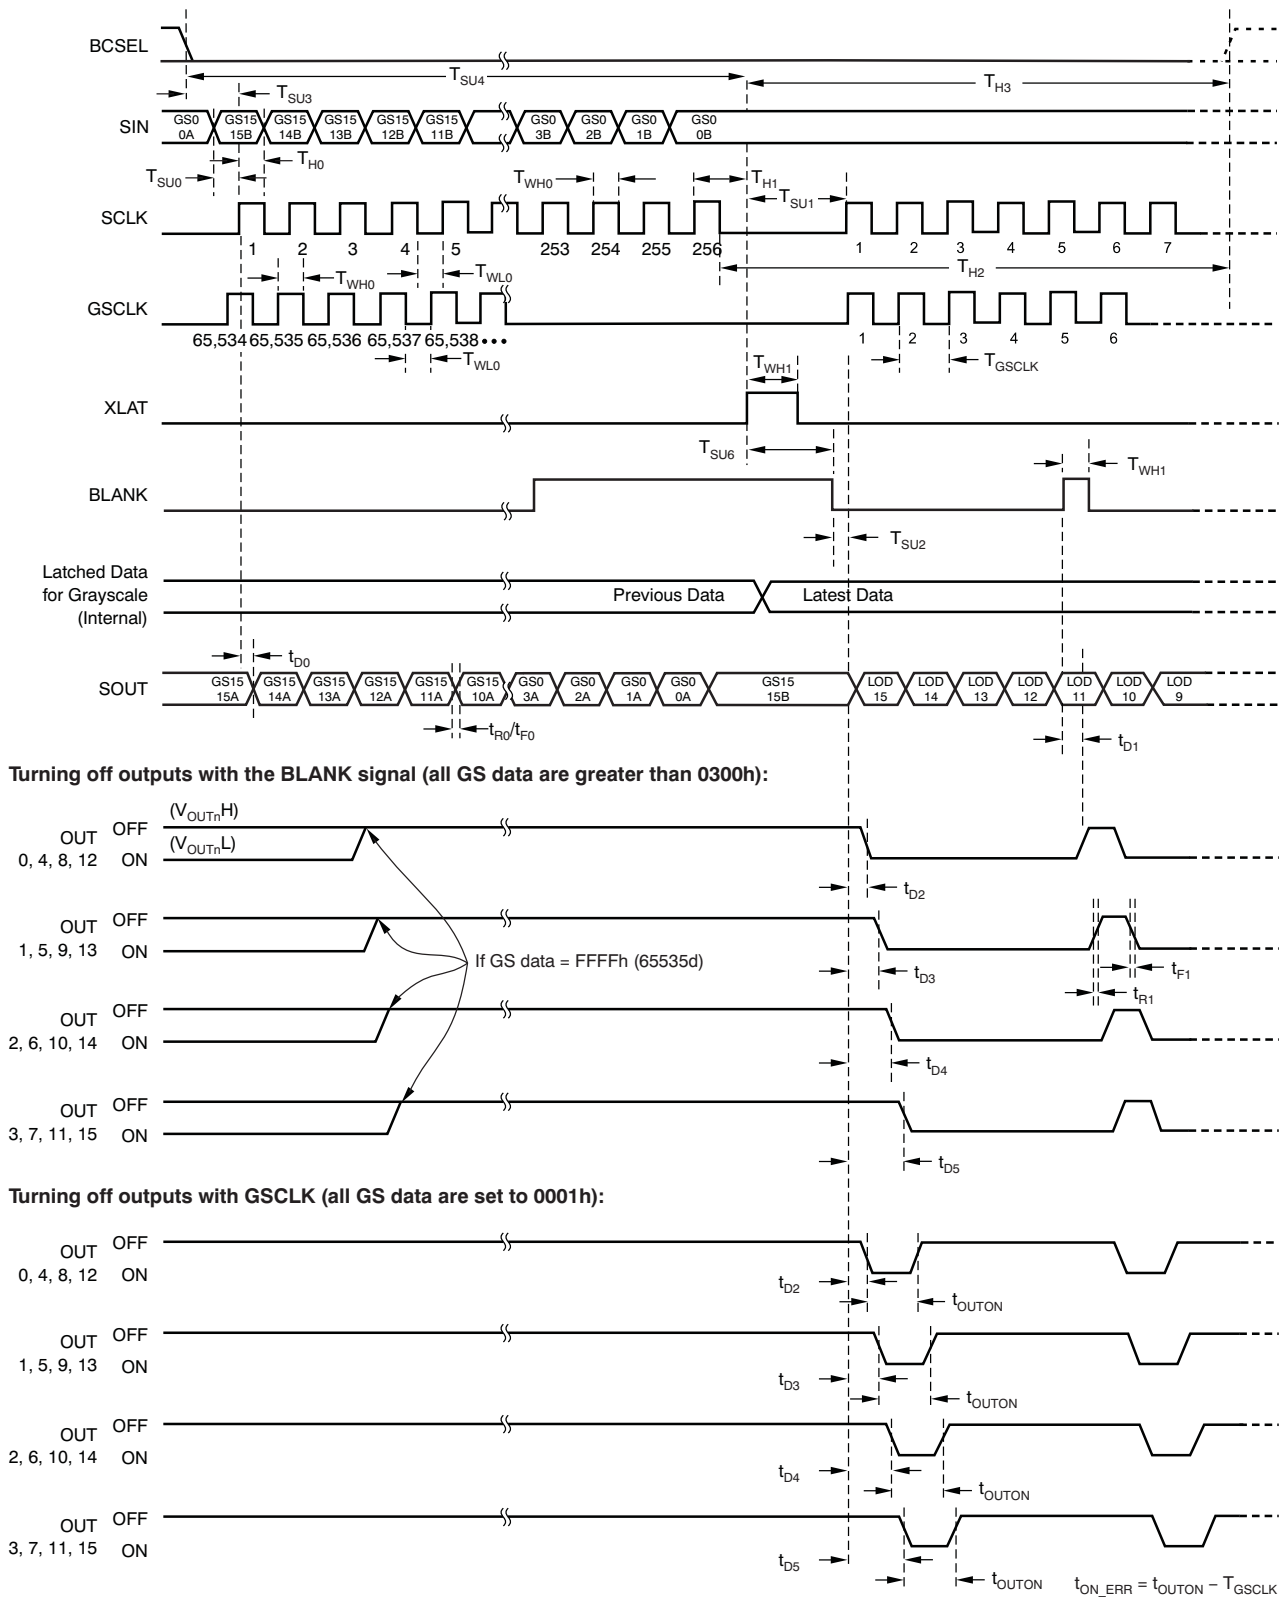 BCSEL
T_SU4
T_H3
T_SU3
SIN
GS0 0A
GS15 15B
GS15 14B
GS15 13B
GS15 12B
GS15 11B
GS0 3B
GS0 2B
GS0 1B
GS0 0B
T_H0
T_SU0
T_WH0
T_H1
T_SU1
SCLK
1 2 3 4 5 253 254 255 256 1 2 3 4 5 6 7
T_WH0
T_WL0
T_H2
GSCLK
65,534 65,535 65,536 65,537 65,538 ••• 1 2 3 4 5 6
T_WL0
T_GSCLK
T_WH1
XLAT
T_SU6
T_WH1
BLANK
T_SU2
Latched Data
for Grayscale
(Internal)
Previous Data
Latest Data
t_D0
SOUT
GS15 15A
GS15 14A
GS15 13A
GS15 12A
GS15 11A
GS15 10A
GS0 3A
GS0 2A
GS0 1A
GS0 0A
GS15 15B
LOD 15
LOD 14
LOD 13
LOD 12
LOD 11
LOD 10
LOD 9
t_R0/t_F0
t_D1
Turning off outputs with the BLANK signal (all GS data are greater than 0300h):
(V_OUTnH)
OFF
OUT
(V_OUTnL)
0, 4, 8, 12 ON
t_D2
OFF
OUT
1, 5, 9, 13 ON
If GS data = FFFFh (65535d)
t_D3
t_F1
t_R1
OFF
OUT
2, 6, 10, 14 ON
t_D4
OFF
OUT
3, 7, 11, 15 ON
t_D5
Turning off outputs with GSCLK (all GS data are set to 0001h):
OFF
OUT
0, 4, 8, 12 ON
t_D2
t_OUTON
OFF
OUT
1, 5, 9, 13 ON
t_D3
t_OUTON
OFF
OUT
2, 6, 10, 14 ON
t_D4
t_OUTON
OFF
OUT
3, 7, 11, 15 ON
t_D5
t_OUTON
t_ON_ERR = t_OUTON − T_GSCLK